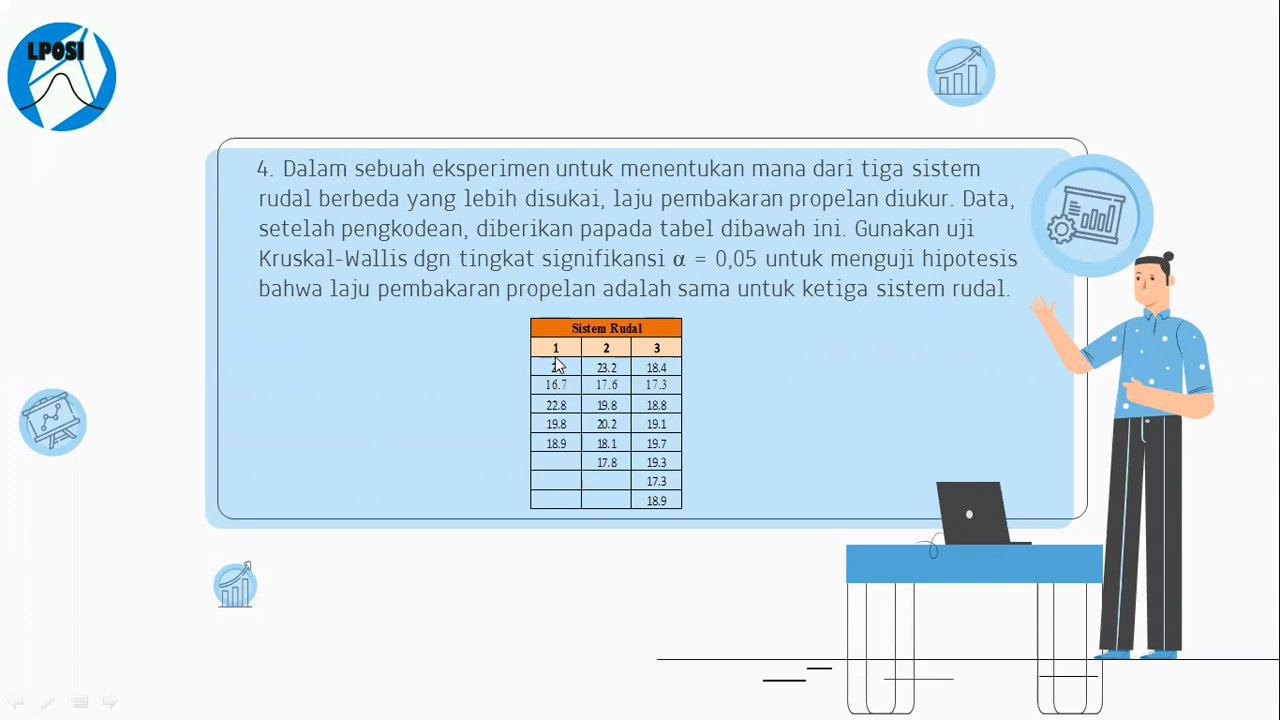 LPOSI
4. Dalam sebuah eksperimen untuk menentukan mana dari tiga sistem
rudal berbeda yang lebih disukai, laju pembakaran propelan diukur. Data,
setelah pengkodean, diberikan papada tabel dibawah ini. Gunakan uji
Kruskal-Wallis dgn tingkat signifikansi α = 0,05 untuk menguji hipotesis
bahwa laju pembakaran propelan adalah sama untuk ketiga sistem rudal.
Sistem Rudal
1 2 3
23.2 18.4
16.7 17.6 17.3
22.8 19.8 18.8
19.8 20.2 19.1
18.9 18.1 19.7
17.8 19.3
17.3
18.9